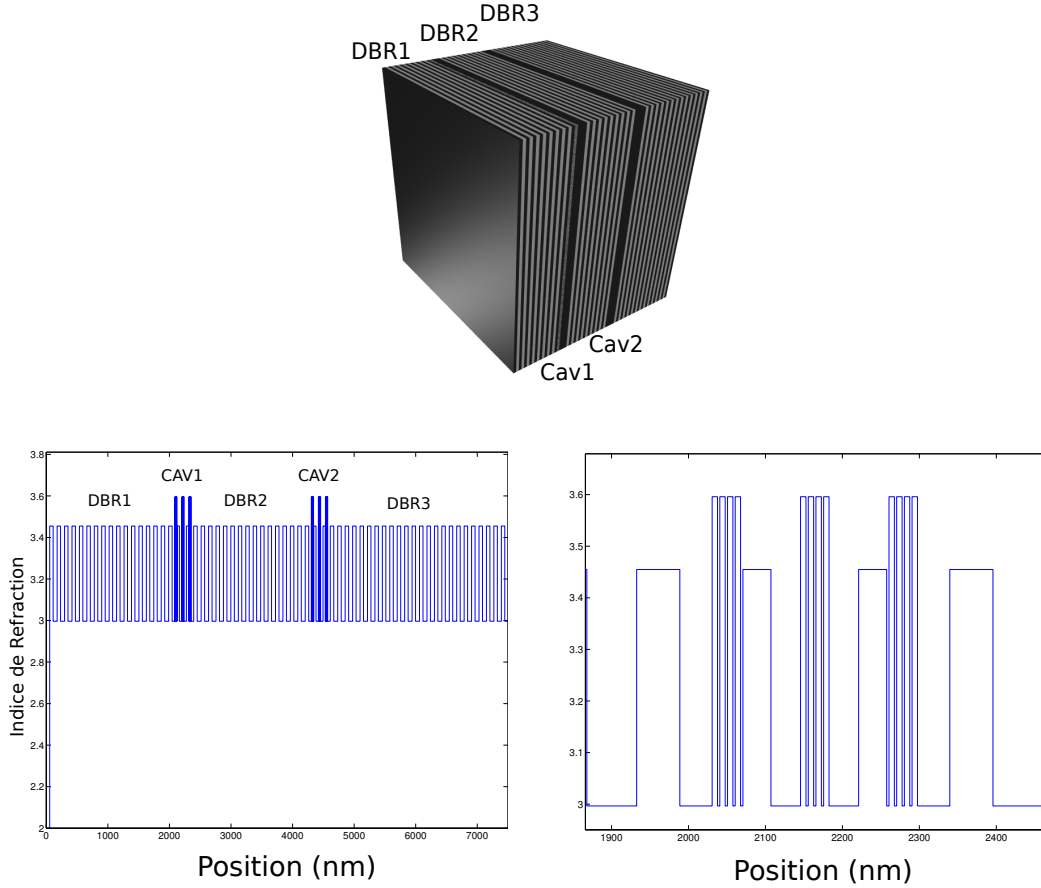 DBR3
DBR2
DBR1
Cav2
Cav1
3.8
3.6
3.4
3.2
3
2.8
2.6
2.4
2.2
2
CAV1 CAV2
DBR1 DBR2 DBR3
Indice de Refraction
0 1000 2000 3000 4000 5000 6000 7000
Position (nm)
3.6
3.5
3.4
3.3
3.2
3.1
3
1900 2000 2100 2200 2300 2400
Position (nm)